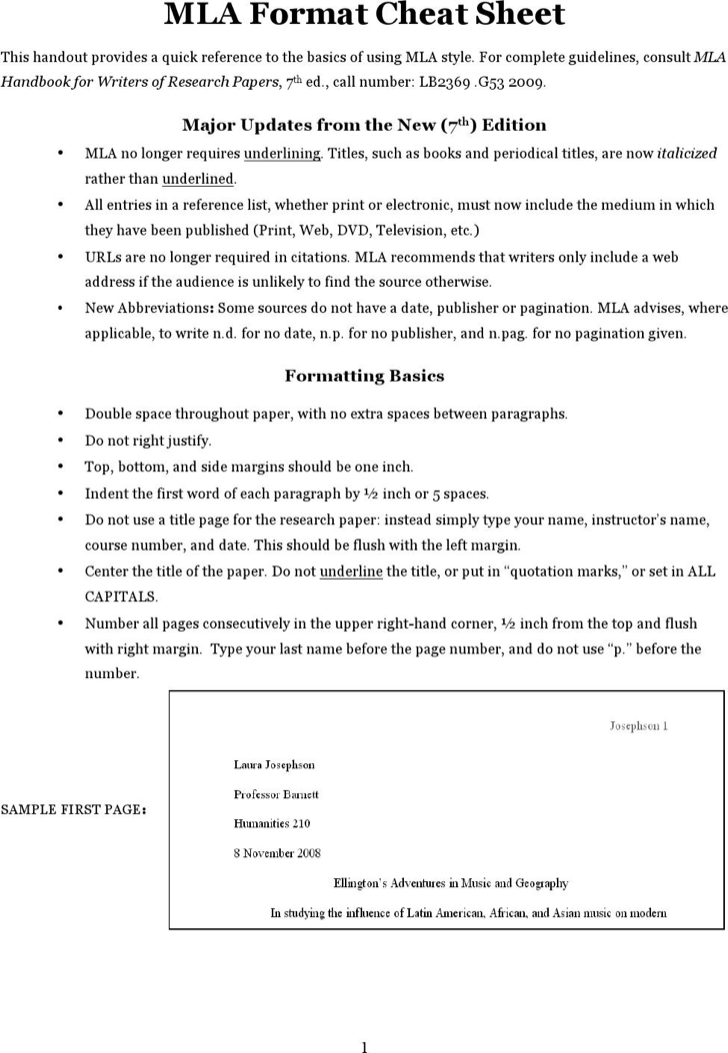 MLA Format Cheat Sheet
This handout provides a quick reference to the basics of using MLA style. For complete guidelines, consult MLA
Handbook for Writers of Research Papers, 7th ed., call number: LB2369 .G53 2009.
Major Updates from the New (7th) Edition
• MLA no longer requires underlining. Titles, such as books and periodical titles, are now italicized
rather than underlined.
• All entries in a reference list, whether print or electronic, must now include the medium in which
they have been published (Print, Web, DVD, Television, etc.)
• URLs are no longer required in citations. MLA recommends that writers only include a web
address if the audience is unlikely to find the source otherwise.
• New Abbreviations: Some sources do not have a date, publisher or pagination. MLA advises, where
applicable, to write n.d. for no date, n.p. for no publisher, and n.pag. for no pagination given.
Formatting Basics
• Double space throughout paper, with no extra spaces between paragraphs.
• Do not right justify.
• Top, bottom, and side margins should be one inch.
• Indent the first word of each paragraph by ½ inch or 5 spaces.
• Do not use a title page for the research paper: instead simply type your name, instructor's name,
course number, and date. This should be flush with the left margin.
• Center the title of the paper. Do not underline the title, or put in “quotation marks,” or set in ALL
CAPITALS.
• Number all pages consecutively in the upper right-hand corner, ½ inch from the top and flush
with right margin. Type your last name before the page number, and do not use “p.” before the
number.
SAMPLE FIRST PAGE:
Josephson 1
Laura Josephson
Professor Barnett
Humanities 210
8 November 2008
Ellington's Adventures in Music and Geography
In studying the influence of Latin American, African, and Asian music on modern
1